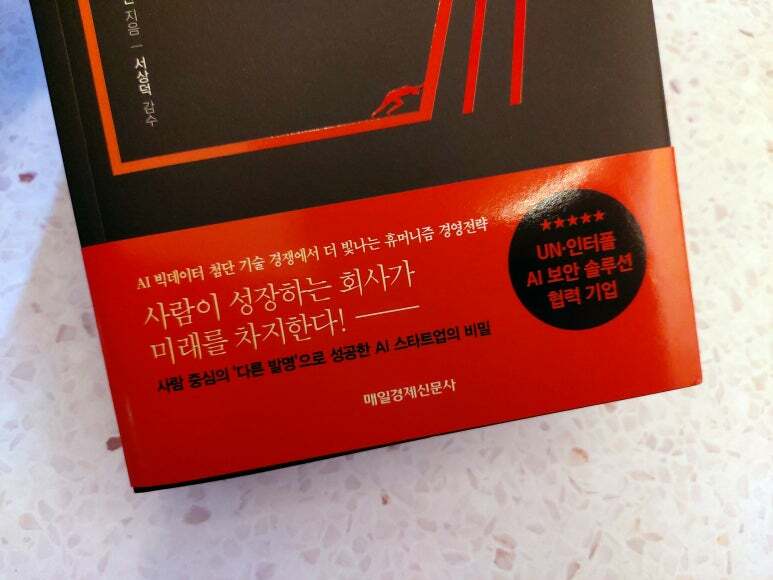 지음 — 서상덕 감수
AI 빅데이터 첨단 기술 경쟁에서 더 빛나는 휴머니즘 경영전략
사람이 성장하는 회사가
미래를 차지한다!
사람 중심의 '다른 발명'으로 성공한 AI 스타트업의 비밀
★★★★★
UN·인터폴
AI 보안 솔루션
협력 기업
매일경제신문사